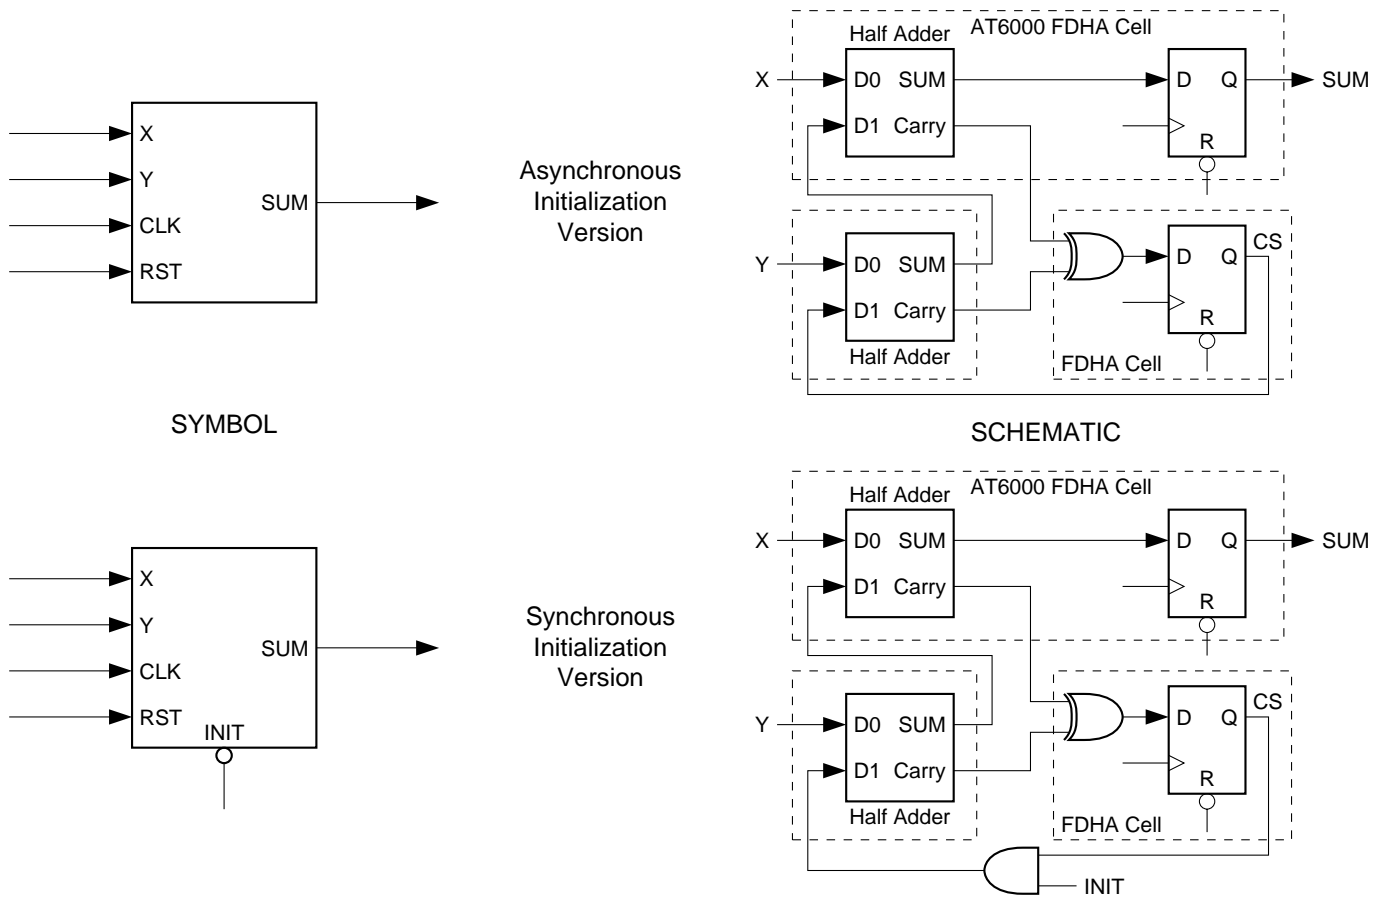 X
Y
CLK
RST
SUM
Asynchronous
Initialization
Version
AT6000 FDHA Cell
Half Adder
X
D0 SUM
D1 Carry
D Q
R
SUM
Y
D0 SUM
D1 Carry
Half Adder
D Q
R
CS
FDHA Cell
SYMBOL
SCHEMATIC
X
Y
CLK
RST
SUM
INIT
Synchronous
Initialization
Version
AT6000 FDHA Cell
Half Adder
X
D0 SUM
D1 Carry
D Q
R
SUM
Y
D0 SUM
D1 Carry
Half Adder
D Q
R
CS
FDHA Cell
INIT